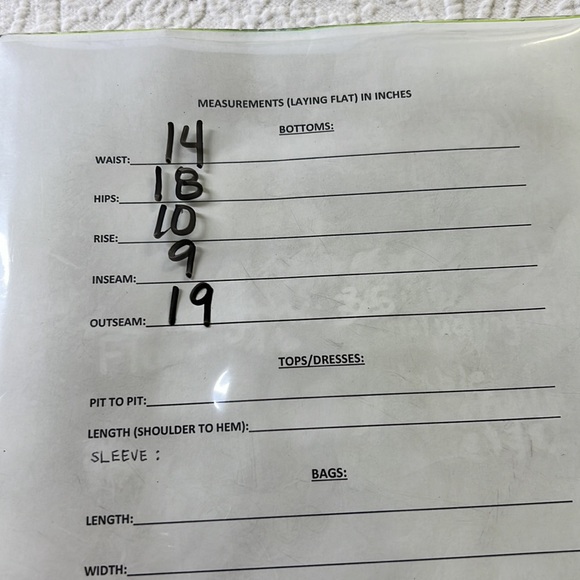 MEASUREMENTS (LAYING FLAT) IN INCHES
BOTTOMS:
WAIST: 14
HIPS: 18
RISE: 10
INSEAM: 9
OUTSEAM: 19
TOPS/DRESSES:
PIT TO PIT:
LENGTH (SHOULDER TO HEM):
SLEEVE :
BAGS:
LENGTH:
WIDTH: